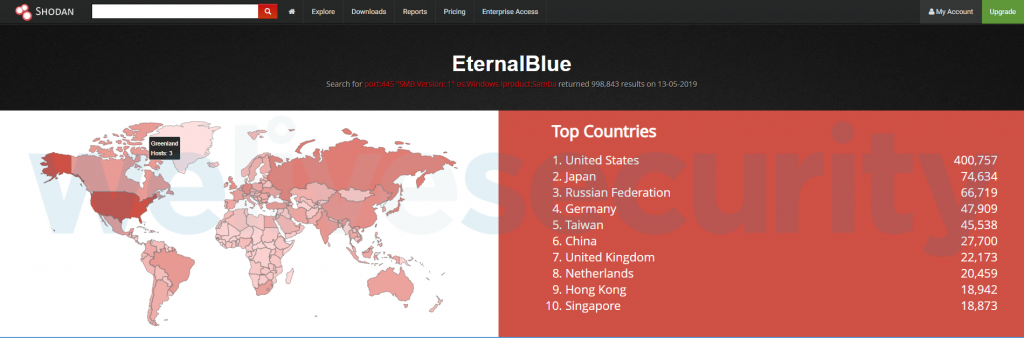 SHODAN
Explore
Downloads
Reports
Pricing
Enterprise Access
My Account
Upgrade
EternalBlue
Search for port:445 "SMB Version: 1" os:Windows !product:Samba returned 998,843 results on 13-05-2019
Greenland
Hosts: 3
Top Countries
1. United States 400,757
2. Japan 74,634
3. Russian Federation 66,719
4. Germany 47,909
5. Taiwan 45,538
6. China 27,700
7. United Kingdom 22,173
8. Netherlands 20,459
9. Hong Kong 18,942
10. Singapore 18,873
welivesecurity